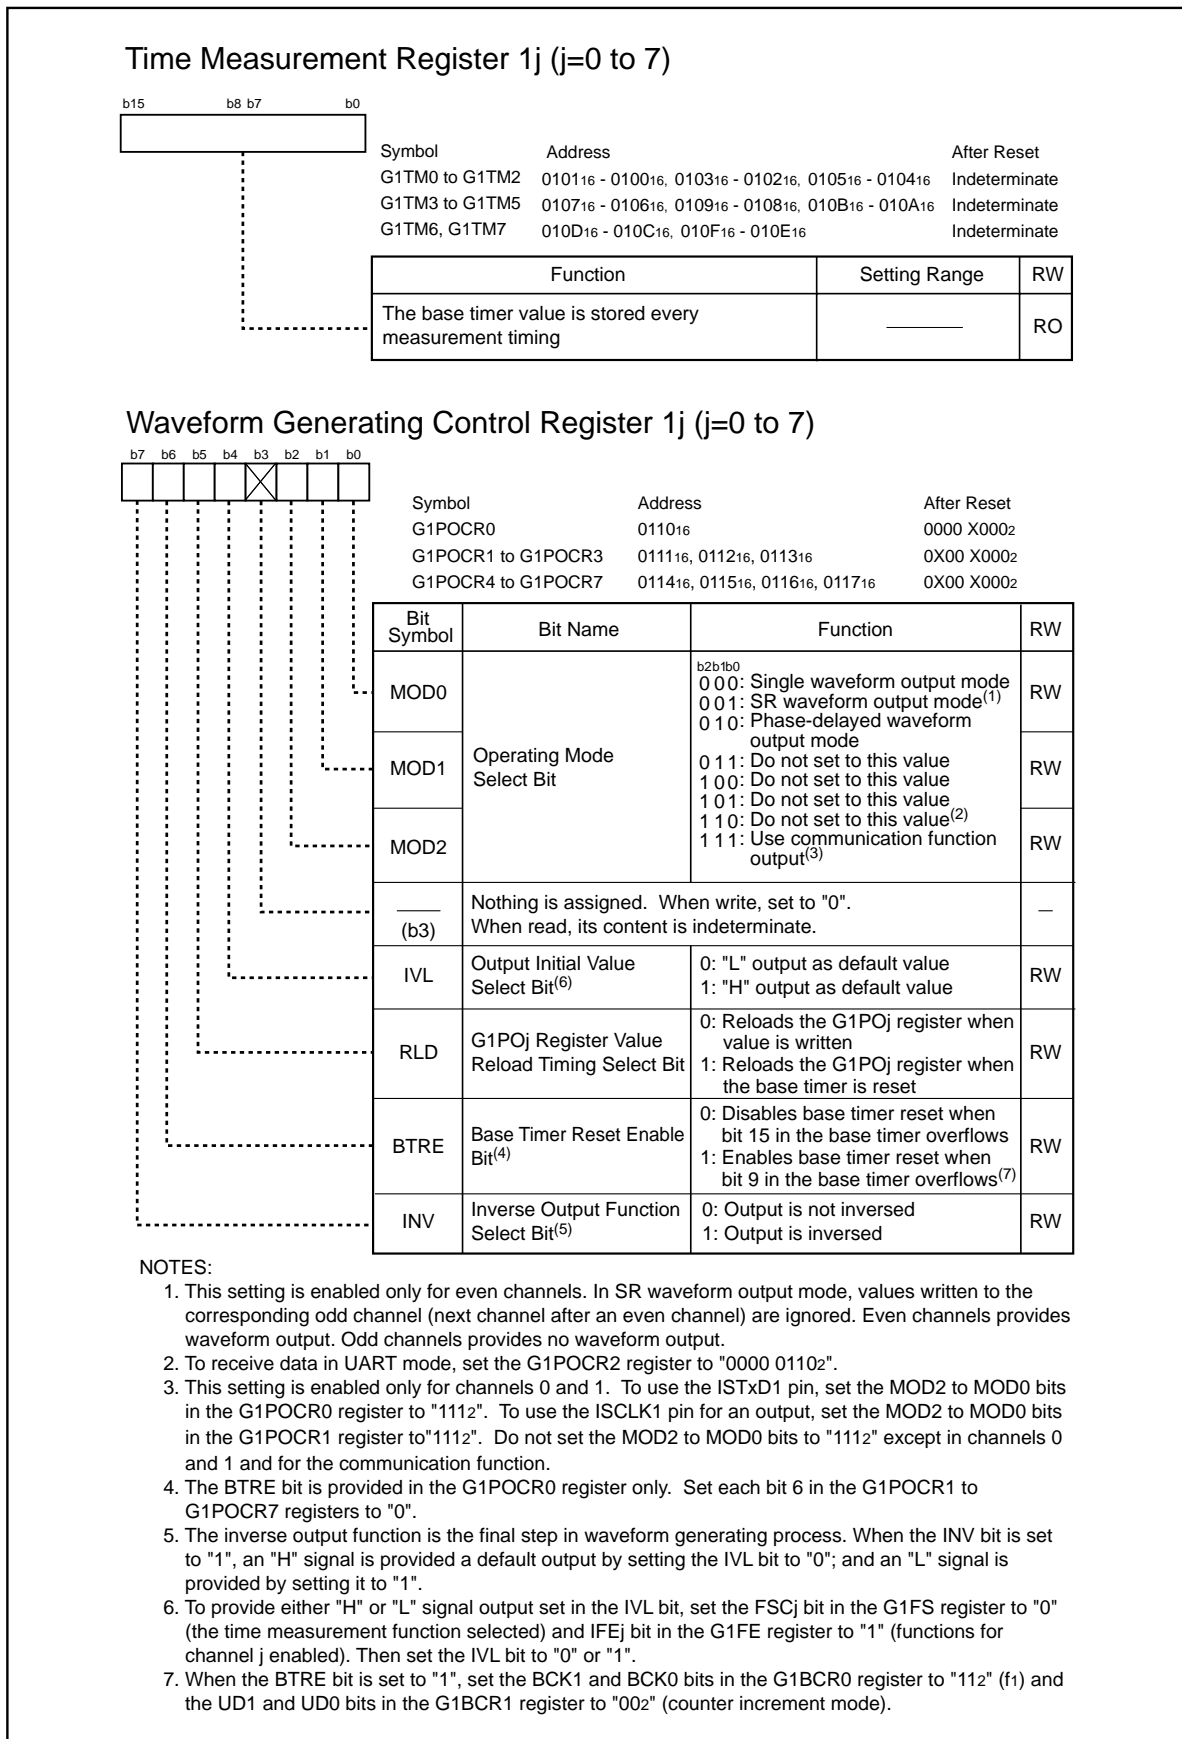 Time Measurement Register 1j (j=0 to 7)
b15 b8 b7 b0
Symbol Address After Reset
G1TM0 to G1TM2 010116 - 010016, 010316 - 010216, 010516 - 010416 Indeterminate
G1TM3 to G1TM5 010716 - 010616, 010916 - 010816, 010B16 - 010A16 Indeterminate
G1TM6, G1TM7 010D16 - 010C16, 010F16 - 010E16 Indeterminate
Function Setting Range RW
The base timer value is stored every
measurement timing
RO
Waveform Generating Control Register 1j (j=0 to 7)
b7 b6 b5 b4 b3 b2 b1 b0
Symbol Address After Reset
G1POCR0 011016 0000 X0002
G1POCR1 to G1POCR3 011116, 011216, 011316 0X00 X0002
G1POCR4 to G1POCR7 011416, 011516, 011616, 011716 0X00 X0002
Bit
Symbol
Bit Name Function RW
MOD0
MOD1
MOD2
Operating Mode
Select Bit
b2b1b0
0 0 0: Single waveform output mode
0 0 1: SR waveform output mode(1)
0 1 0: Phase-delayed waveform
output mode
0 1 1: Do not set to this value
1 0 0: Do not set to this value
1 0 1: Do not set to this value
1 1 0: Do not set to this value(2)
1 1 1: Use communication function
output(3)
RW
RW
RW
(b3)
Nothing is assigned. When write, set to "0".
When read, its content is indeterminate.
IVL
Output Initial Value
Select Bit(6)
0: "L" output as default value
1: "H" output as default value
RW
RLD
G1POj Register Value
Reload Timing Select Bit
0: Reloads the G1POj register when
value is written
1: Reloads the G1POj register when
the base timer is reset
RW
BTRE
Base Timer Reset Enable
Bit(4)
0: Disables base timer reset when
bit 15 in the base timer overflows
1: Enables base timer reset when
bit 9 in the base timer overflows(7)
RW
INV
Inverse Output Function
Select Bit(5)
0: Output is not inversed
1: Output is inversed
RW
NOTES:
1. This setting is enabled only for even channels. In SR waveform output mode, values written to the
corresponding odd channel (next channel after an even channel) are ignored. Even channels provides
waveform output. Odd channels provides no waveform output.
2. To receive data in UART mode, set the G1POCR2 register to "0000 01102".
3. This setting is enabled only for channels 0 and 1. To use the ISTxD1 pin, set the MOD2 to MOD0 bits
in the G1POCR0 register to "1112". To use the ISCLK1 pin for an output, set the MOD2 to MOD0 bits
in the G1POCR1 register to"1112". Do not set the MOD2 to MOD0 bits to "1112" except in channels 0
and 1 and for the communication function.
4. The BTRE bit is provided in the G1POCR0 register only. Set each bit 6 in the G1POCR1 to
G1POCR7 registers to "0".
5. The inverse output function is the final step in waveform generating process. When the INV bit is set
to "1", an "H" signal is provided a default output by setting the IVL bit to "0"; and an "L" signal is
provided by setting it to "1".
6. To provide either "H" or "L" signal output set in the IVL bit, set the FSCj bit in the G1FS register to "0"
(the time measurement function selected) and IFEj bit in the G1FE register to "1" (functions for
channel j enabled). Then set the IVL bit to "0" or "1".
7. When the BTRE bit is set to "1", set the BCK1 and BCK0 bits in the G1BCR0 register to "112" (f1) and
the UD1 and UD0 bits in the G1BCR1 register to "002" (counter increment mode).